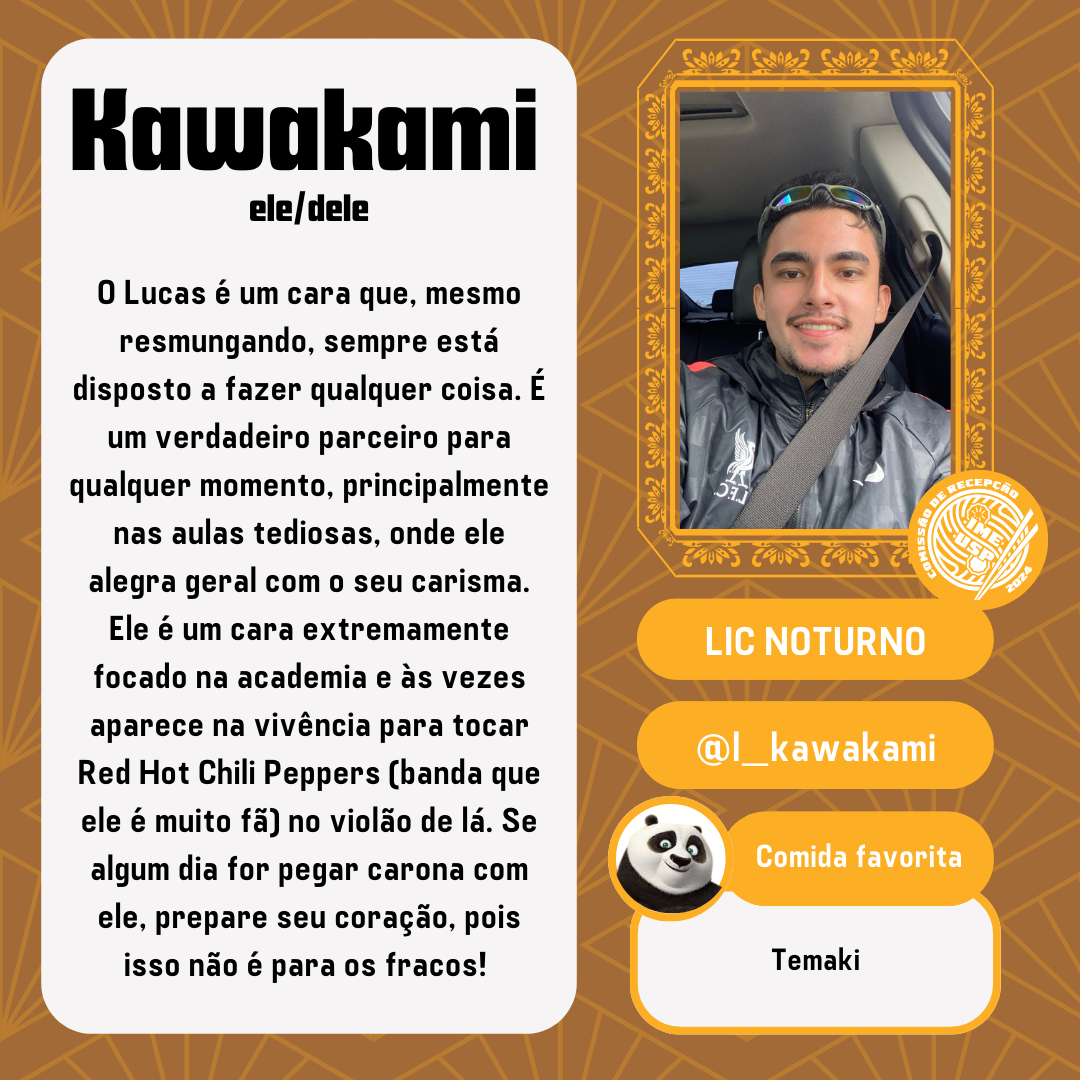 Kawakami
ele/dele
O Lucas é um cara que, mesmo
resmungando, sempre está
disposto a fazer qualquer coisa. É
um verdadeiro parceiro para
qualquer momento, principalmente
nas aulas tediosas, onde ele
alegra geral com o seu carisma.
Ele é um cara extremamente
focado na academia e às vezes
aparece na vivência para tocar
Red Hot Chili Peppers (banda que
ele é muito fã) no violão de lá. Se
algum dia for pegar carona com
ele, prepare seu coração, pois
isso não é para os fracos!
L.F.C.
COMISSÃO DE RECEPÇÃO
IME
USP
2024
LIC NOTURNO
@l_kawakami
Comida favorita
Temaki